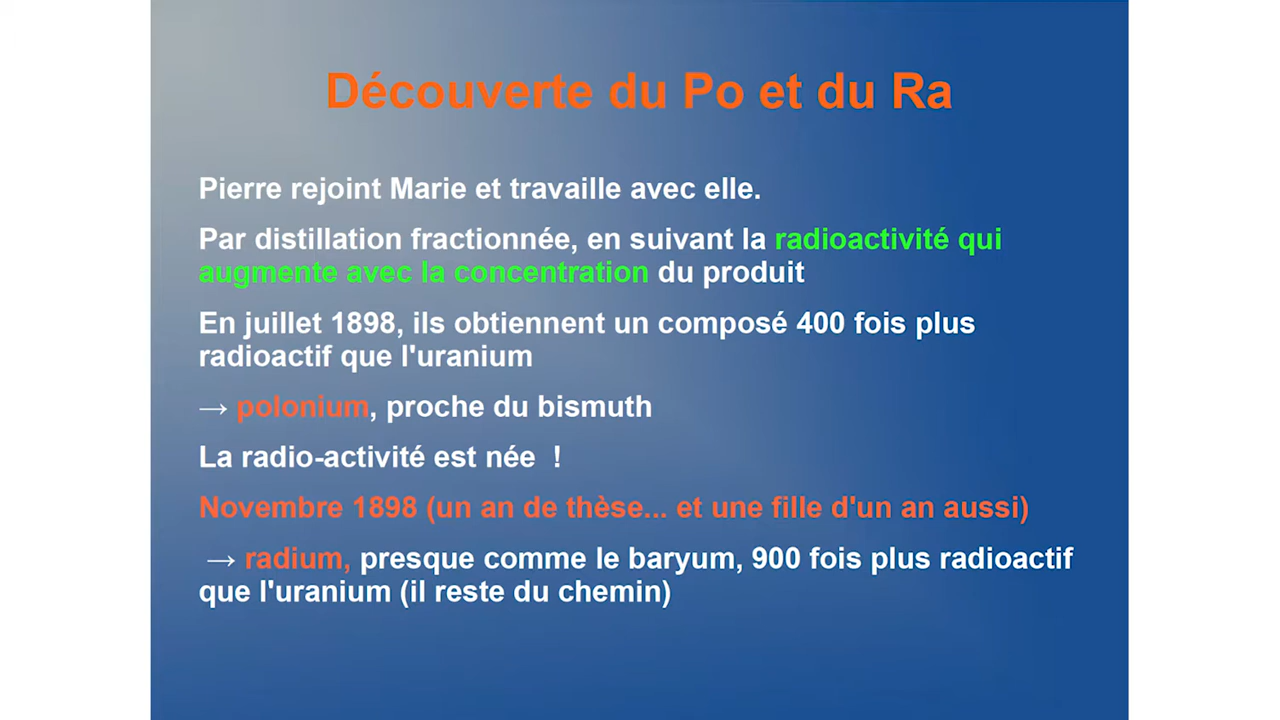 Découverte du Po et du Ra
Pierre rejoint Marie et travaille avec elle.
Par distillation fractionnée, en suivant la radioactivité qui
augmente avec la concentration du produit
En juillet 1898, ils obtiennent un composé 400 fois plus
radioactif que l'uranium
→ polonium, proche du bismuth
La radio-activité est née  !
Novembre 1898 (un an de thèse... et une fille d'un an aussi)
→ radium, presque comme le baryum, 900 fois plus radioactif
que l'uranium (il reste du chemin)